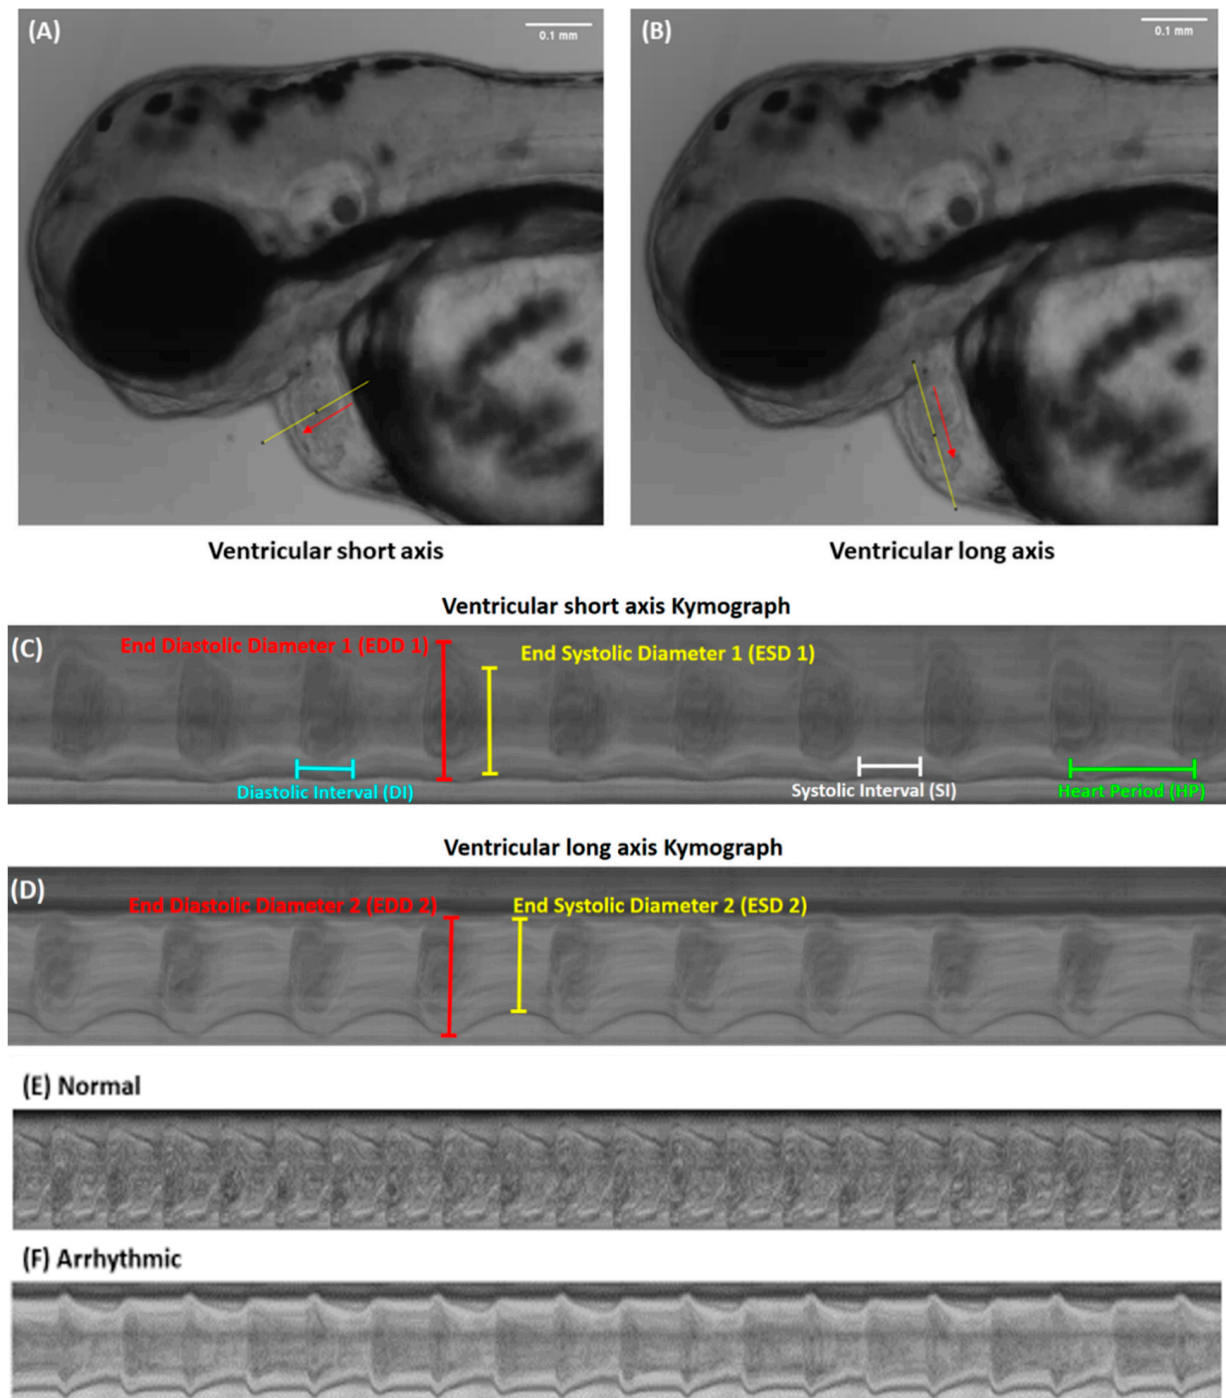 (A)
0.1 mm
(B)
0.1 mm
Ventricular short axis
Ventricular long axis
Ventricular short axis Kymograph
(C)
End Diastolic Diameter 1 (EDD 1)
End Systolic Diameter 1 (ESD 1)
Diastolic Interval (DI)
Systolic Interval (SI)
Heart Period (HP)
Ventricular long axis Kymograph
(D)
End Diastolic Diameter 2 (EDD 2)
End Systolic Diameter 2 (ESD 2)
(E) Normal
(F) Arrhythmic